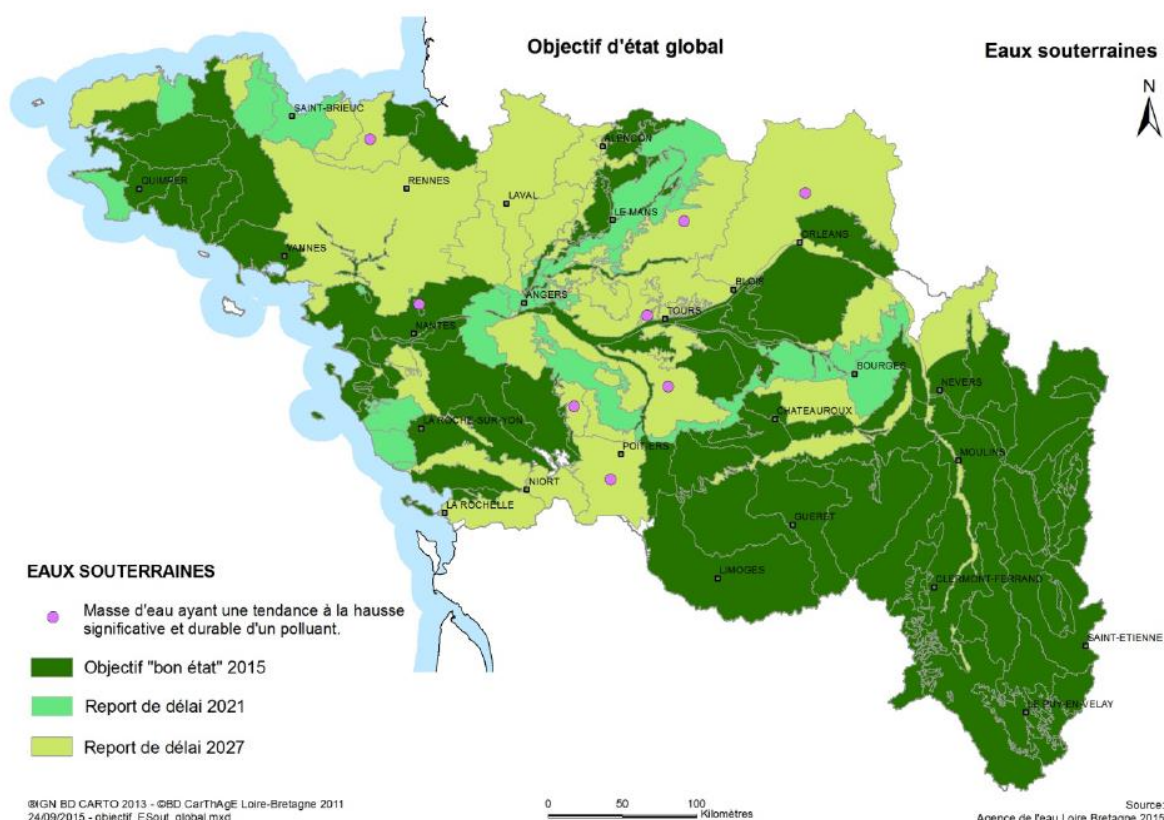 Objectif d'état global
Eaux souterraines
N
SAINT-BRIEUC
ALENÇON
QUIMPER
RENNES
LAVAL
LE MANS
ORLEANS
VANNES
BLOIS
ANGERS
TOURS
NANTES
BOURGES
NEVERS
CHATEAUROUX
LA ROCHE-SUR-YON
POITIERS
MOULINS
NIORT
LA ROCHELLE
GUERET
LIMOGES
CLERMONT-FERRAND
SAINT-ETIENNE
LE PUY-EN-VELAY
EAUX SOUTERRAINES
Masse d'eau ayant une tendance à la hausse
significative et durable d'un polluant.
Objectif "bon état" 2015
Report de délai 2021
Report de délai 2027
©IGN BD CARTO 2013 - ©BD CarThAgE Loire-Bretagne 2011
24/09/2015 - objectif_ESout_global.mxd
0 50 100
Kilomètres
Source:
Agence de l'eau Loire Bretagne 2015